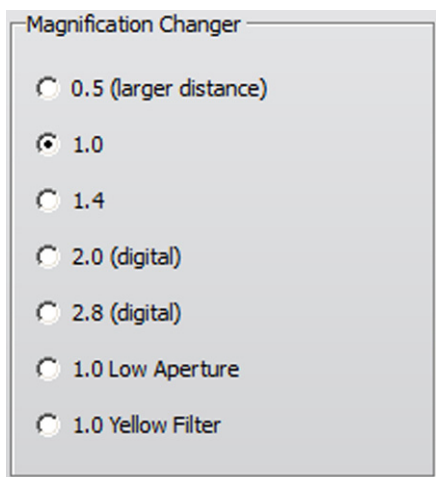 Magnification Changer
0.5 (larger distance)
1.0
1.4
2.0 (digital)
2.8 (digital)
1.0 Low Aperture
1.0 Yellow Filter